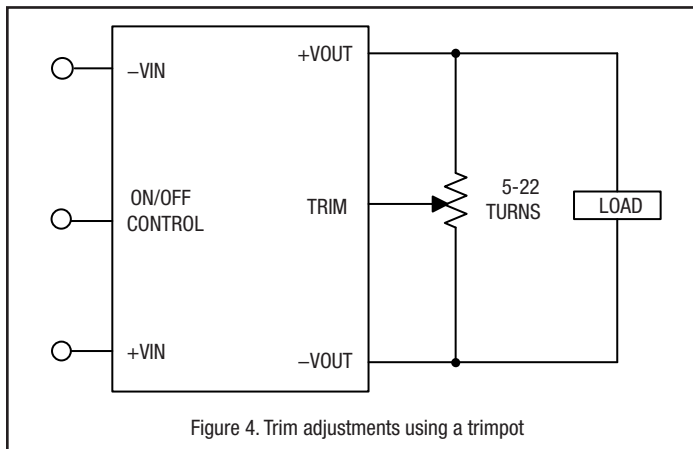 –VIN
+VOUT
ON/OFF
CONTROL
TRIM
5-22
TURNS
LOAD
+VIN
–VOUT
Figure 4. Trim adjustments using a trimpot